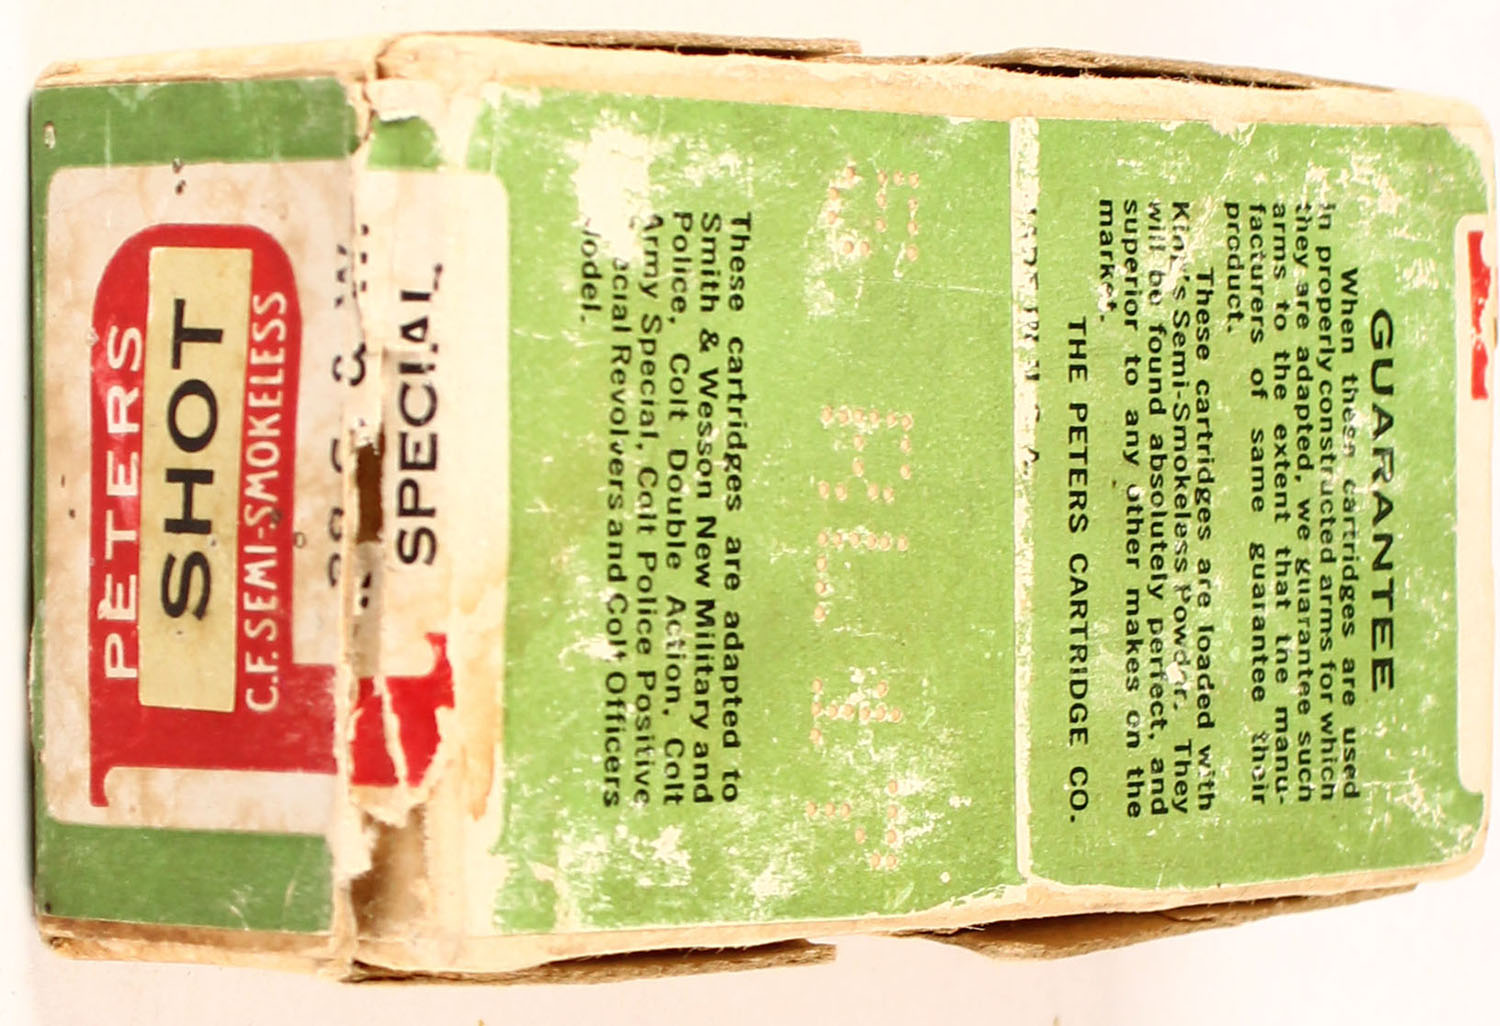 PETERS
SHOT
C.F. SEMI-SMOKELESS
SPECIAL
These cartridges are adapted to
Smith & Wesson New Military and
Police, Colt Double Action, Colt
Army Special, Colt Police Positive
Revolvers and Colt Officers
GUARANTEE
When these cartridges are used
in properly constructed arms for which
they are adapted, we guarantee such
arms to the extent that the manu-
facturers of same guarantee their
product.
These cartridges are loaded with
King's Semi-Smokeless Powder. They
will be found absolutely perfect, and
superior to any other makes on the
market.
THE PETERS CARTRIDGE CO.